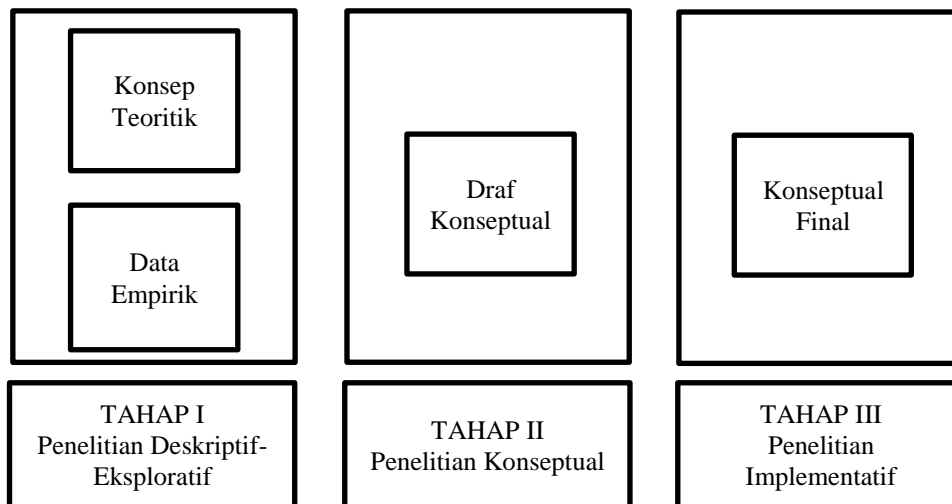 Konsep
Teoritik
Data
Empirik
Draf
Konseptual
Konseptual
Final
TAHAP I
Penelitian Deskriptif-
Eksploratif
TAHAP II
Penelitian Konseptual
TAHAP III
Penelitian
Implementatif